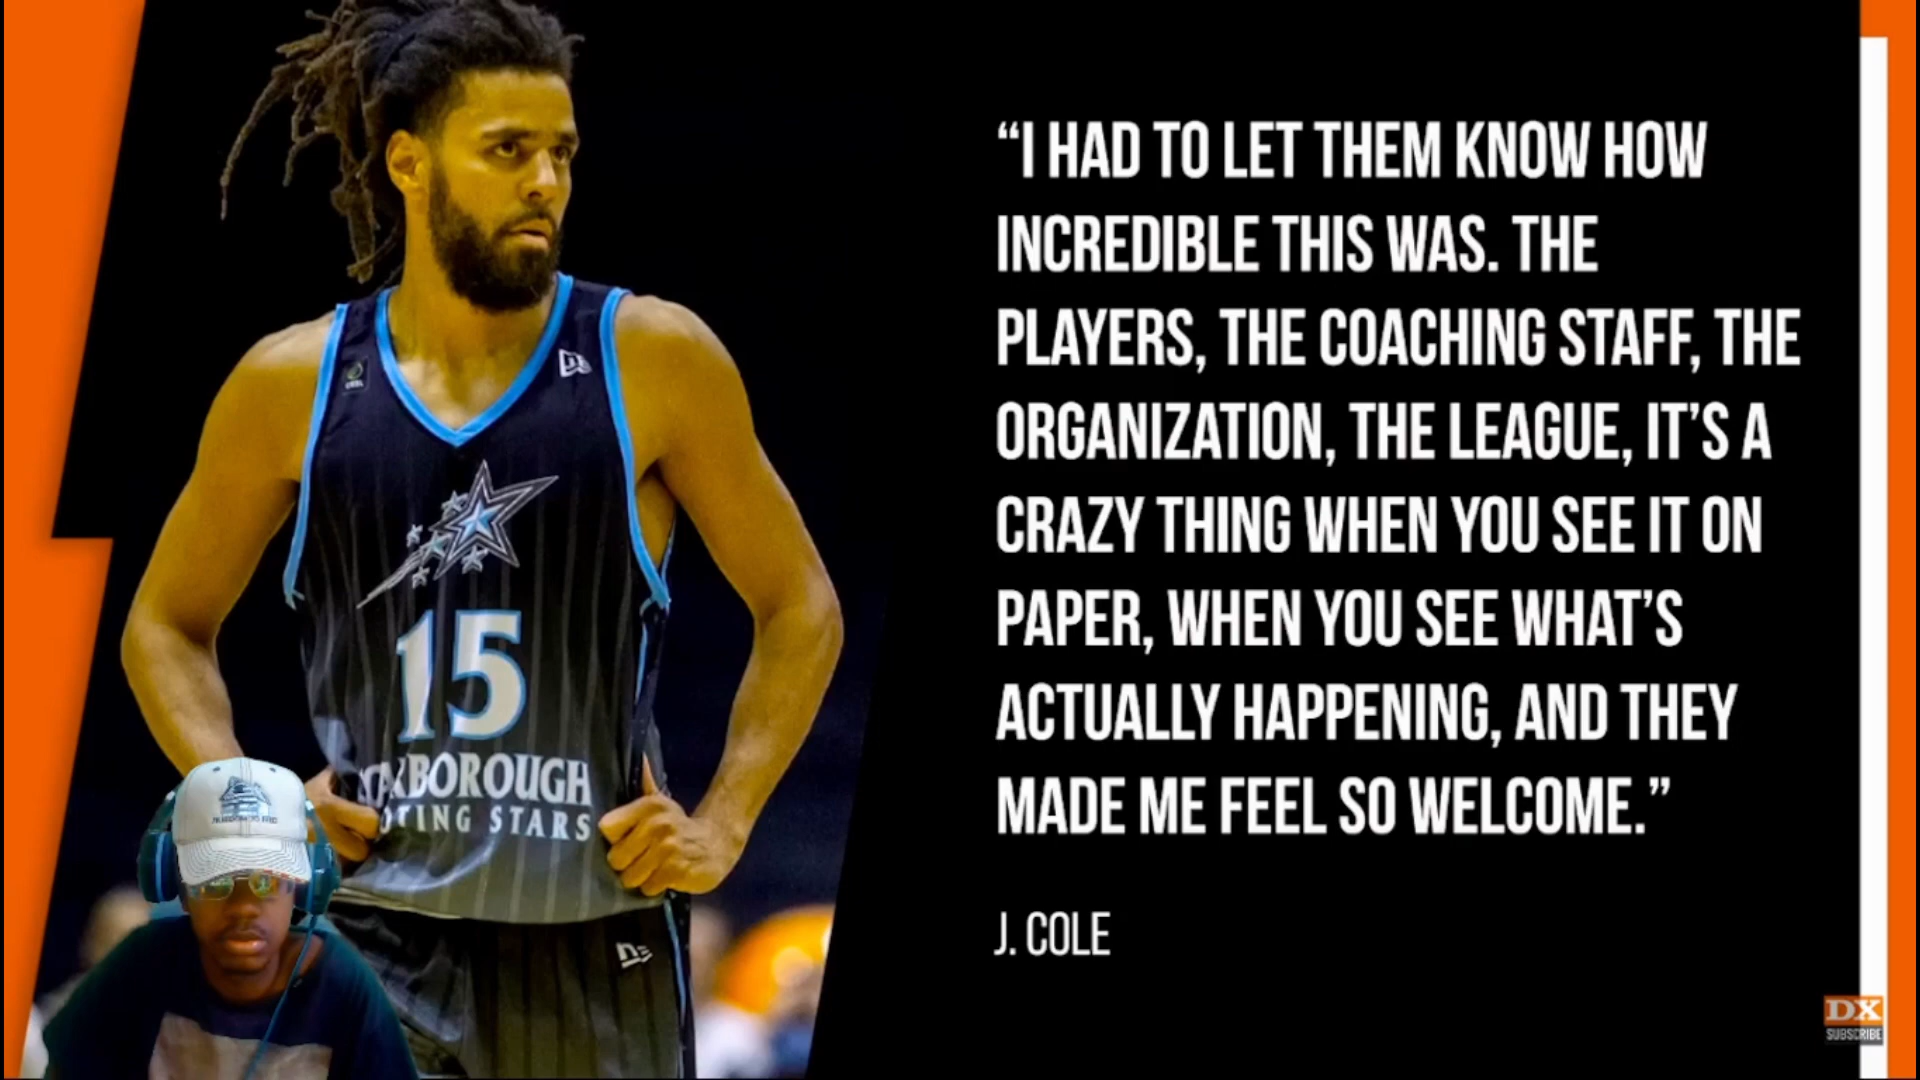 “I HAD TO LET THEM KNOW HOW
INCREDIBLE THIS WAS. THE
PLAYERS, THE COACHING STAFF, THE
ORGANIZATION, THE LEAGUE, IT’S A
CRAZY THING WHEN YOU SEE IT ON
PAPER, WHEN YOU SEE WHAT’S
ACTUALLY HAPPENING, AND THEY
MADE ME FEEL SO WELCOME.”
J. COLE
15
BOROUGH
STARS
DX
SUBSCRIBE